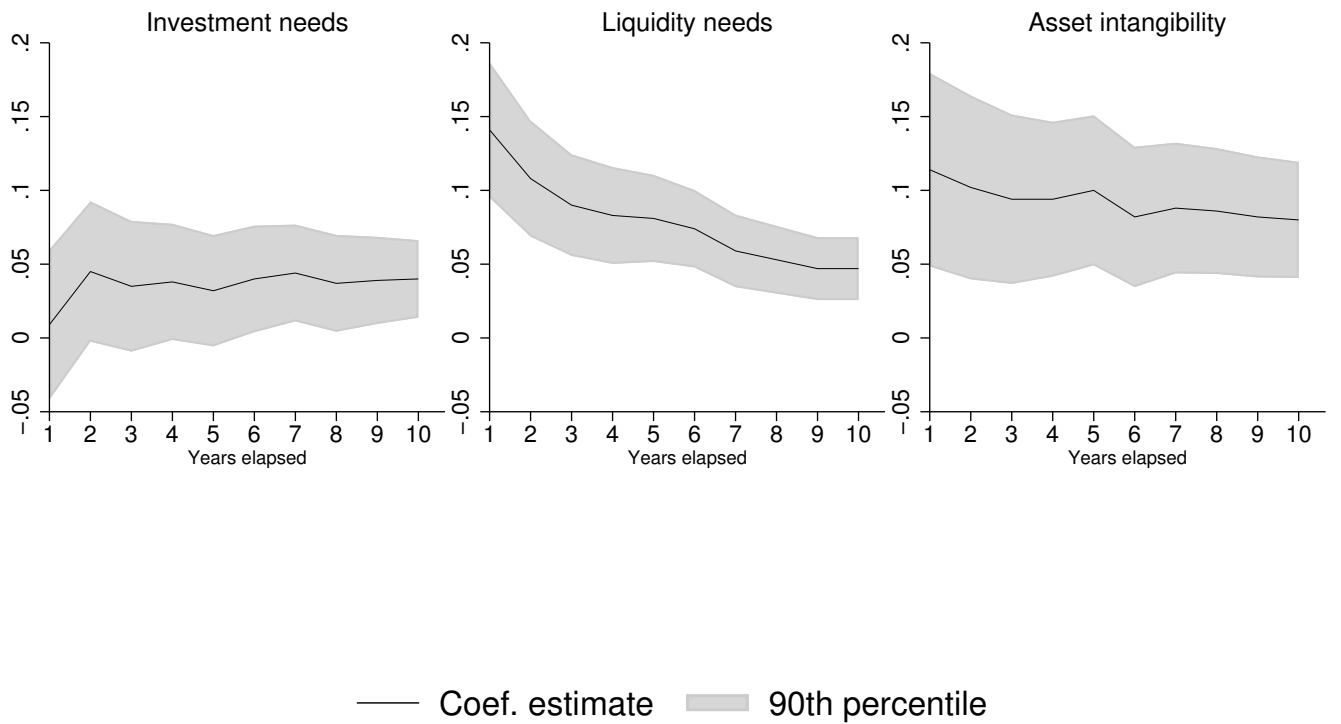 Investment needs
.2
.15
.1
.05
0
−.05
1 2 3 4 5 6 7 8 9 10
Years elapsed
Liquidity needs
.2
.15
.1
.05
0
−.05
1 2 3 4 5 6 7 8 9 10
Years elapsed
Asset intangibility
.2
.15
.1
.05
0
−.05
1 2 3 4 5 6 7 8 9 10
Years elapsed
Coef. estimate 90th percentile